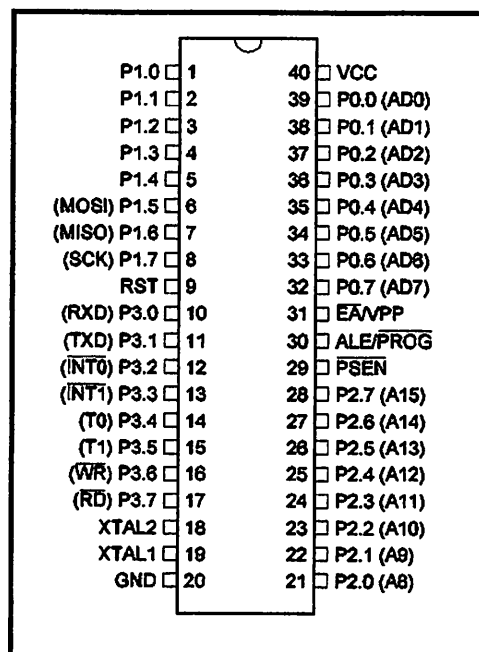 P1.0 1 40 VCC
P1.1 2 39 P0.0 (AD0)
P1.2 3 38 P0.1 (AD1)
P1.3 4 37 P0.2 (AD2)
P1.4 5 36 P0.3 (AD3)
(MOSI) P1.5 6 35 P0.4 (AD4)
(MISO) P1.6 7 34 P0.5 (AD5)
(SCK) P1.7 8 33 P0.6 (AD6)
RST 9 32 P0.7 (AD7)
(RXD) P3.0 10 31 E̅A̅/VPP
(TXD) P3.1 11 30 ALE/P̅R̅O̅G̅
(I̅N̅T̅0̅) P3.2 12 29 P̅S̅E̅N̅
(I̅N̅T̅1̅) P3.3 13 28 P2.7 (A15)
(T0) P3.4 14 27 P2.6 (A14)
(T1) P3.5 15 26 P2.5 (A13)
(W̅R̅) P3.6 16 25 P2.4 (A12)
(R̅D̅) P3.7 17 24 P2.3 (A11)
XTAL2 18 23 P2.2 (A10)
XTAL1 19 22 P2.1 (A9)
GND 20 21 P2.0 (A8)